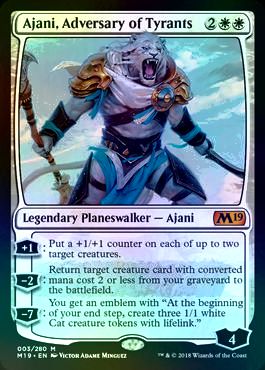 Ajani, Adversary of Tyrants 2
Legendary Planeswalker — Ajani M19
+1 : Put a +1/+1 counter on each of up to two
target creatures.
Return target creature card with converted
-2 : mana cost 2 or less from your graveyard to
the battlefield.
You get an emblem with “At the beginning
-7 : of your end step, create three 1/1 white
Cat creature tokens with lifelink.”
4
003/280 M
M19 • EN VICTOR ADAME MINGUEZ
™ & © 2018 Wizards of the Coast